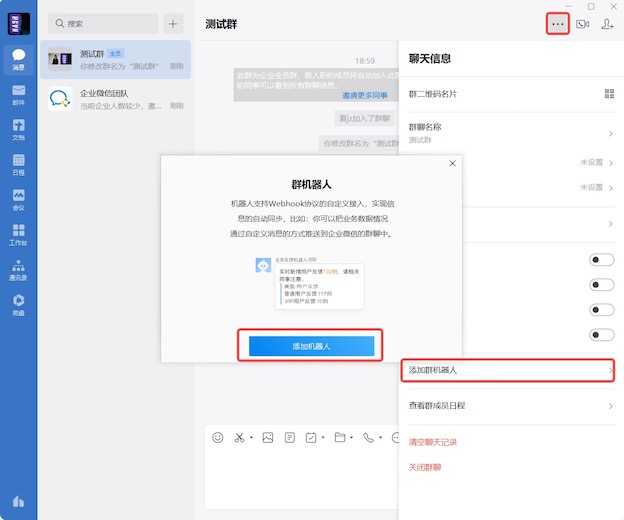 搜索
消息
邮件
文档
日程
会议
工作台
通讯录
微盘
测试群 全员
你修改群名为“测试群” 刚刚
企业微信团队
当前企业人数较少，邀... 刚刚
测试群
18:59
此群为企业全员群，新入职的成员将自动加入此群
的同事可以看到所有群聊消息。
邀请更多同事
夏jz加入了群聊
你修改群名为“测试群
群机器人
机器人支持Webhook协议的自定义接入，实现信
息的自动同步，比如：你可以把业务数据情况
通过自定义消息的方式推送到企业微信的群聊中。
业务反馈机器人
实时新增用户反馈132例，请相关
同事注意。
类型:用户反馈
普通用户反馈:117例
VIP用户反馈:15例
添加机器人
聊天信息
群二维码名片
群聊名称
测试群
未设置
未设置
添加群机器人
查看群成员日程
清空聊天记录
关闭群聊